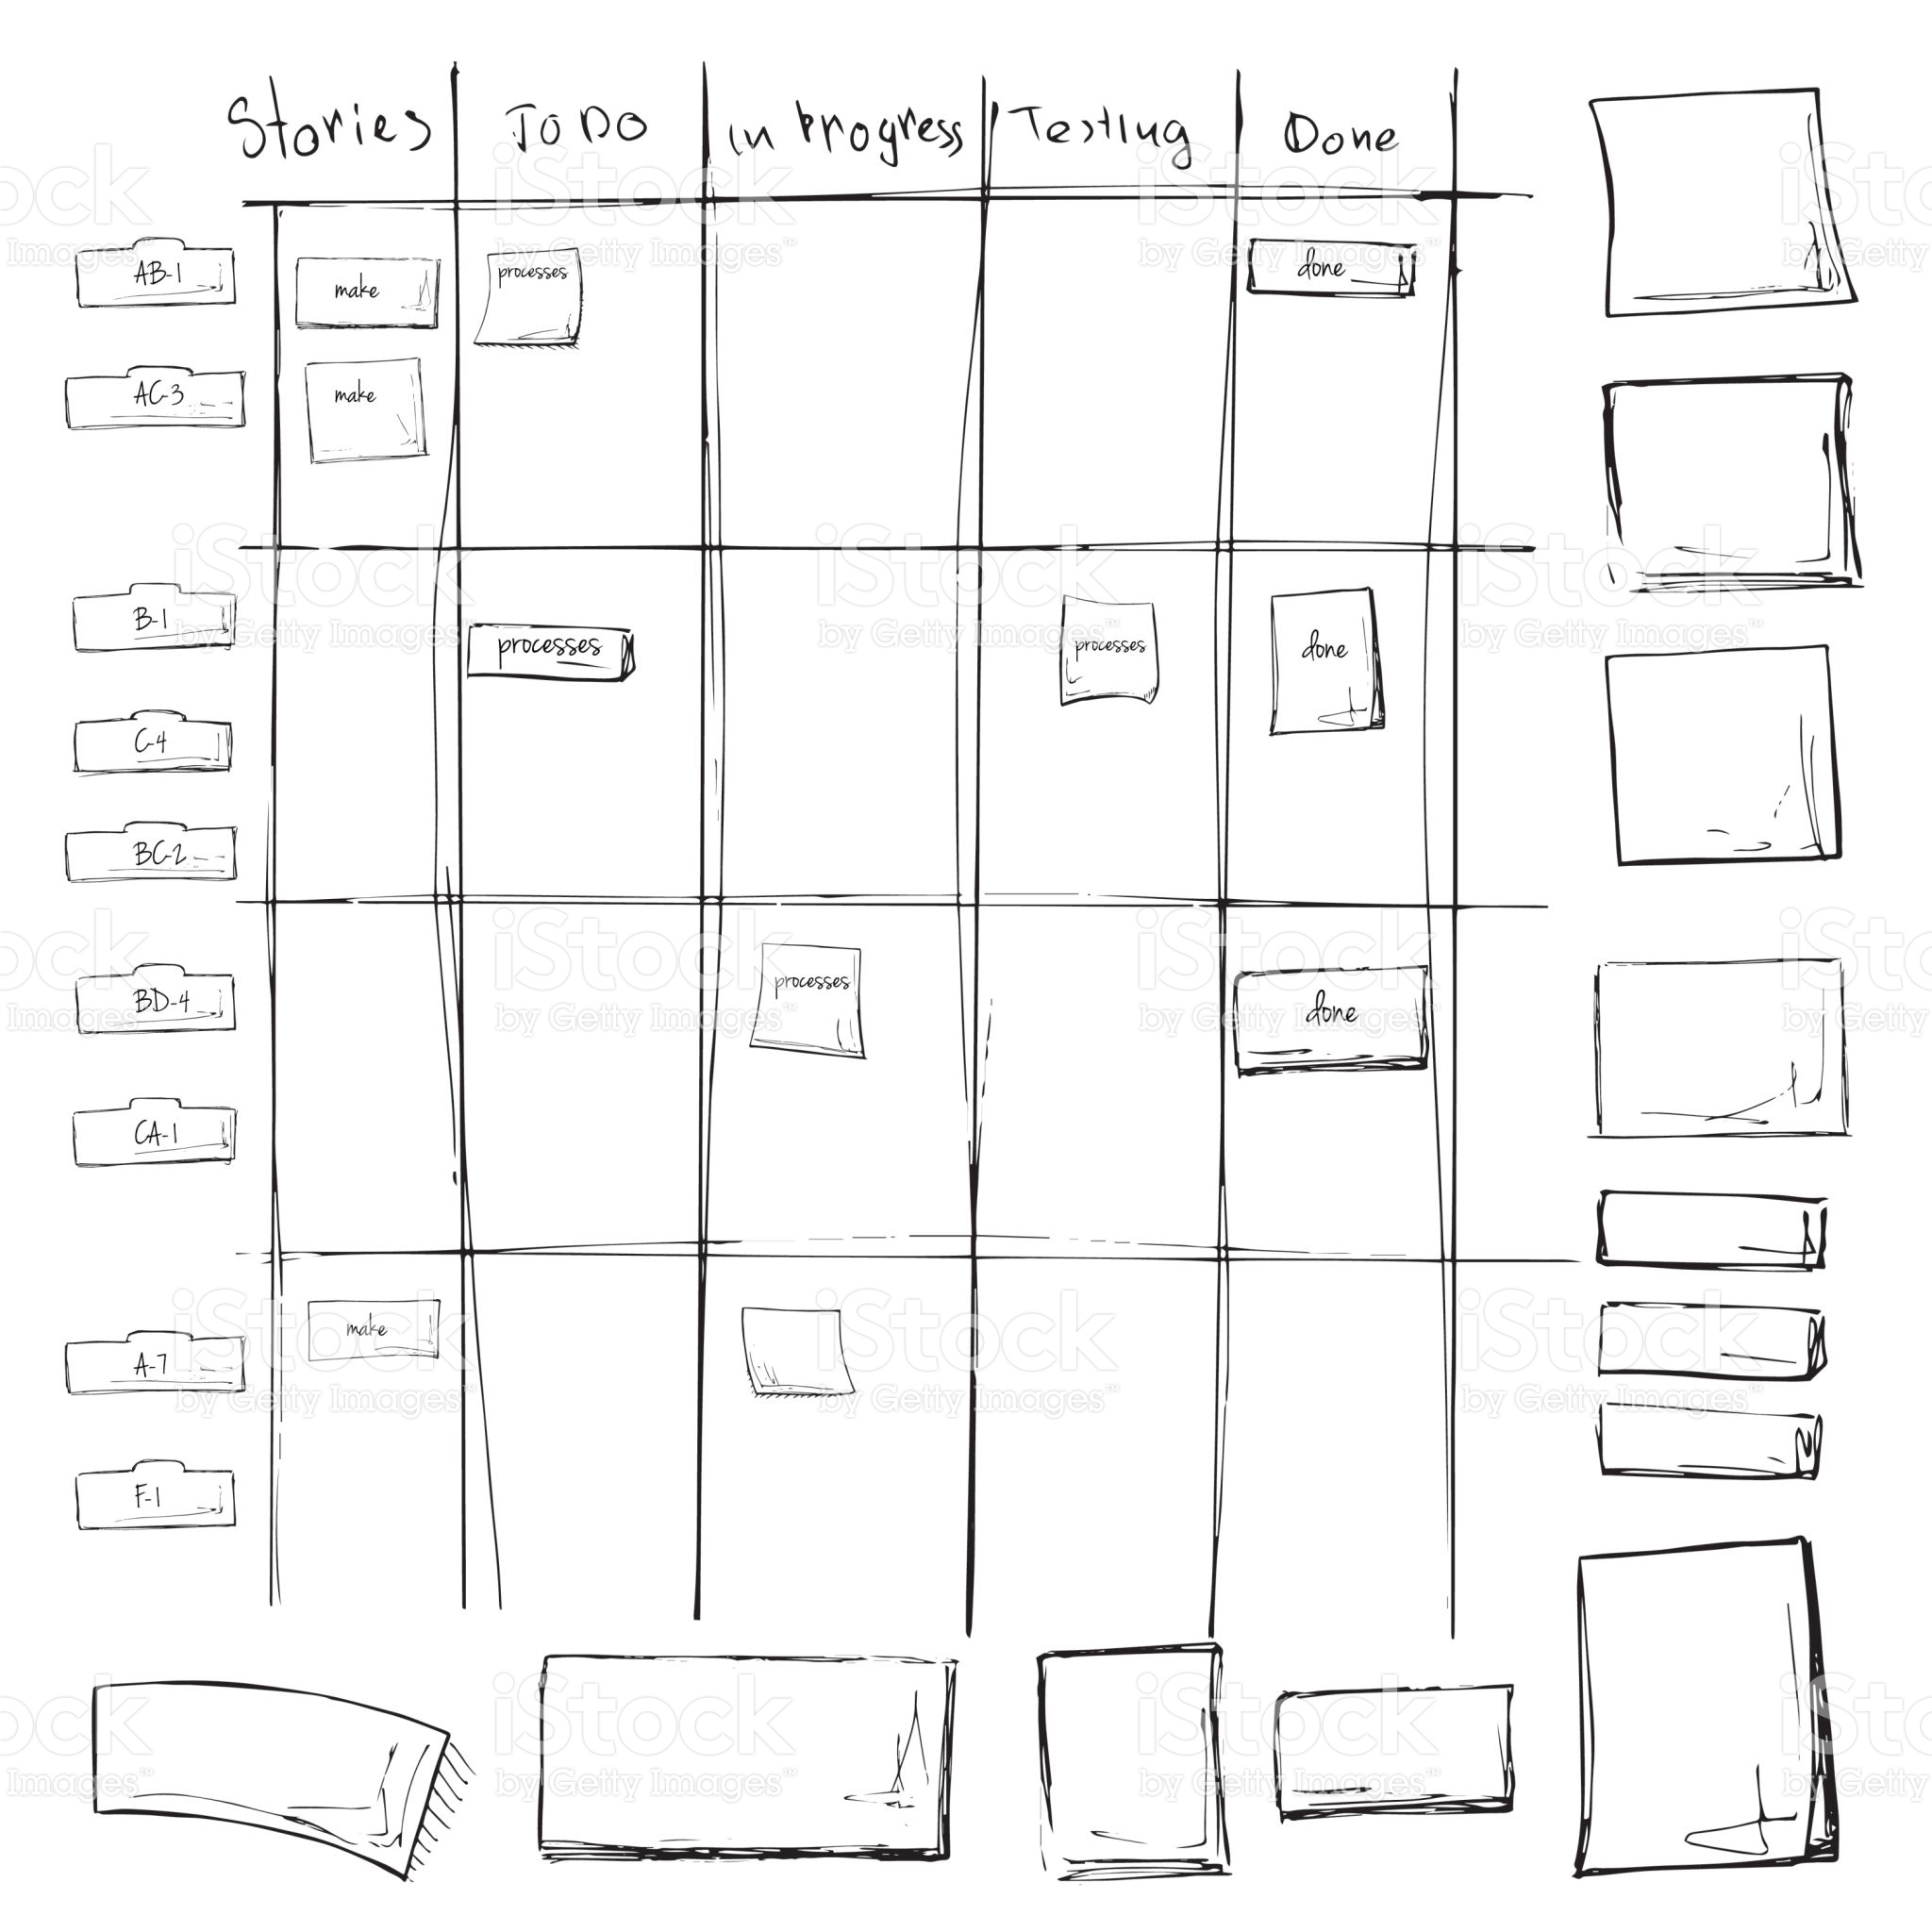 Stories
To Do
in Progress
Testing
Done
AB-1
make
processes
done
AC-3
make
B-1
processes
processes
done
C-4
BC-2
BD-4
processes
done
CA-1
A-7
make
F-1
iStock
by Getty Images™